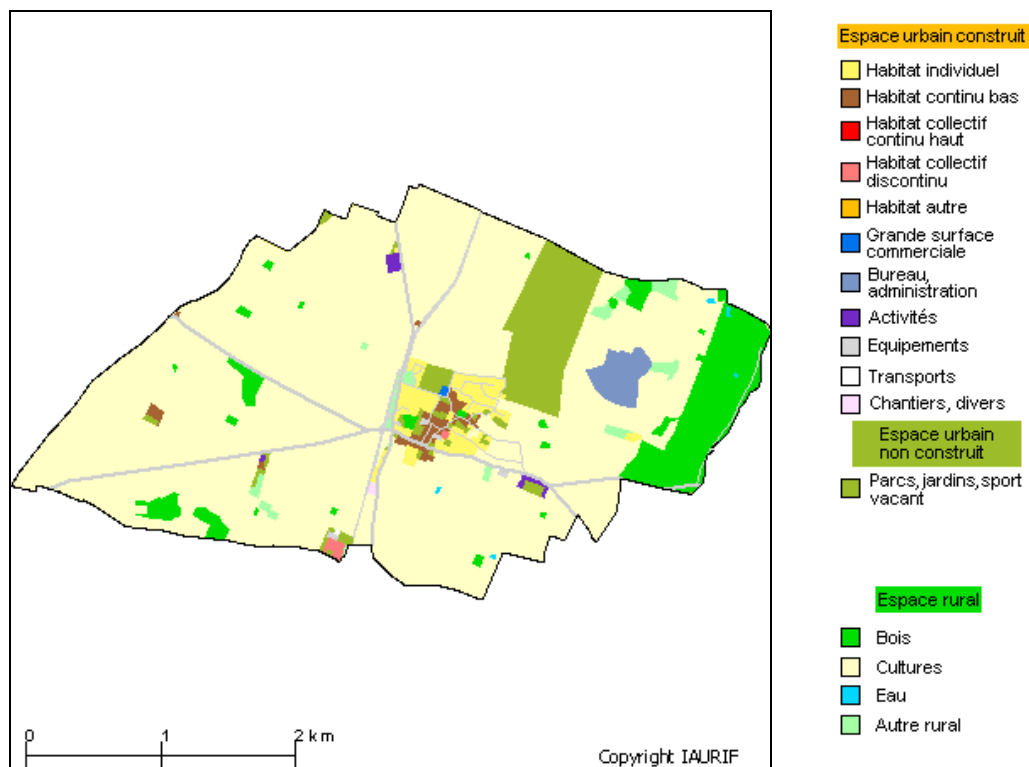 Espace urbain construit
Habitat individuel
Habitat continu bas
Habitat collectif
continu haut
Habitat collectif
discontinu
Habitat autre
Grande surface
commerciale
Bureau,
administration
Activités
Equipements
Transports
Chantiers, divers
Espace urbain
non construit
Parcs, jardins, sport
vacant
Espace rural
Bois
Cultures
Eau
Autre rural
0 1 2 km
Copyright IAURIF